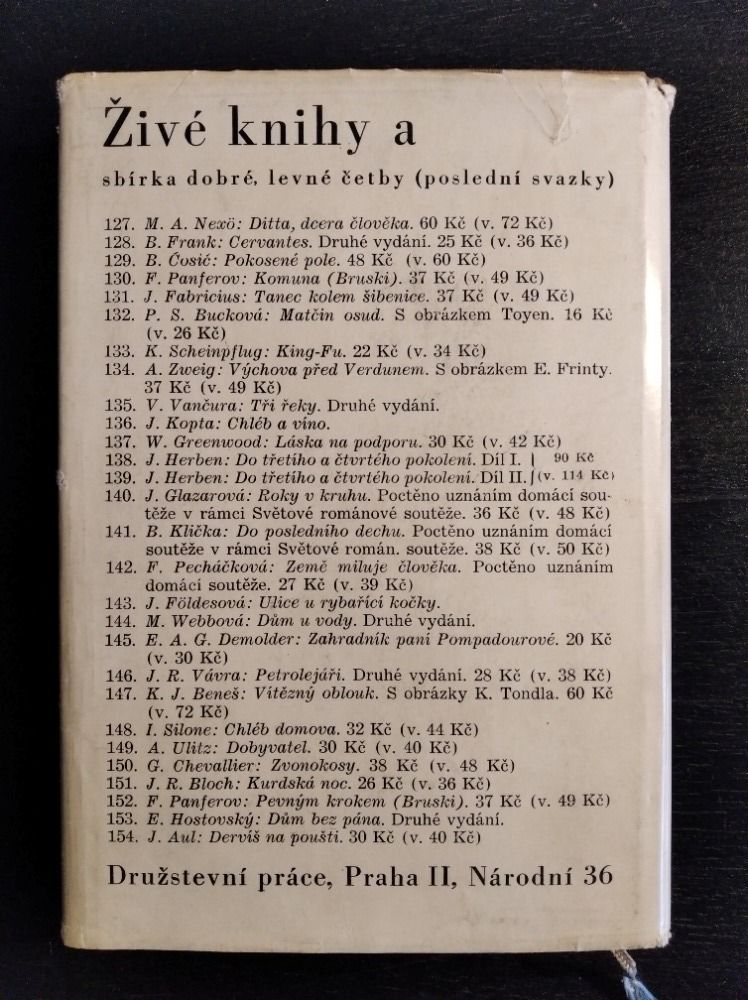 Živé knihy a
sbírka dobré, levné četby (poslední svazky)
127. M. A. Nexö: Ditta, dcera člověka. 60 Kč (v. 72 Kč)
128. B. Frank: Cervantes. Druhé vydání. 25 Kč (v. 36 Kč)
129. B. Ćosić: Pokosené pole. 48 Kč (v. 60 Kč)
130. F. Panferov: Komuna (Bruski). 37 Kč (v. 49 Kč)
131. J. Fabricius: Tanec kolem šibenice. 37 Kč (v. 49 Kč)
132. P. S. Bucková: Matčin osud. S obrázkem Toyen. 16 Kč
(v. 26 Kč)
133. K. Scheinpflug: King-Fu. 22 Kč (v. 34 Kč)
134. A. Zweig: Výchova před Verdunem. S obrázkem E. Frinty.
37 Kč (v. 49 Kč)
135. V. Vančura: Tři řeky. Druhé vydání.
136. J. Kopta: Chléb a víno.
137. W. Greenwood: Láska na podporu. 30 Kč (v. 42 Kč)
138. J. Herben: Do třetího a čtvrtého pokolení. Díl I. 90 Kč
139. J. Herben: Do třetího a čtvrtého pokolení. Díl II. (v. 114 Kč)
140. J. Glazarová: Roky v kruhu. Poctěno uznáním domácí sou-
těže v rámci Světové románové soutěže. 36 Kč (v. 48 Kč)
141. B. Klička: Do posledního dechu. Poctěno uznáním domácí
soutěže v rámci Světové román. soutěže. 38 Kč (v. 50 Kč)
142. F. Pecháčková: Země miluje člověka. Poctěno uznáním
domácí soutěže. 27 Kč (v. 39 Kč)
143. J. Földesová: Ulice u rybařící kočky.
144. M. Webbová: Dům u vody. Druhé vydání.
145. E. A. G. Demolder: Zahradník paní Pompadourové. 20 Kč
(v. 30 Kč)
146. J. R. Vávra: Petrolejáři. Druhé vydání. 28 Kč (v. 38 Kč)
147. K. J. Beneš: Vítězný oblouk. S obrázky K. Tondla. 60 Kč
(v. 72 Kč)
148. I. Silone: Chléb domova. 32 Kč (v. 44 Kč)
149. A. Ulitz: Dobyvatel. 30 Kč (v. 40 Kč)
150. G. Chevallier: Zvonokosy. 38 Kč (v. 48 Kč)
151. J. R. Bloch: Kurdská noc. 26 Kč (v. 36 Kč)
152. F. Panferov: Pevným krokem (Bruski). 37 Kč (v. 49 Kč)
153. E. Hostovský: Dům bez pána. Druhé vydání.
154. J. Aul: Dervíš na poušti. 30 Kč (v. 40 Kč)
Družstevní práce, Praha II, Národní 36